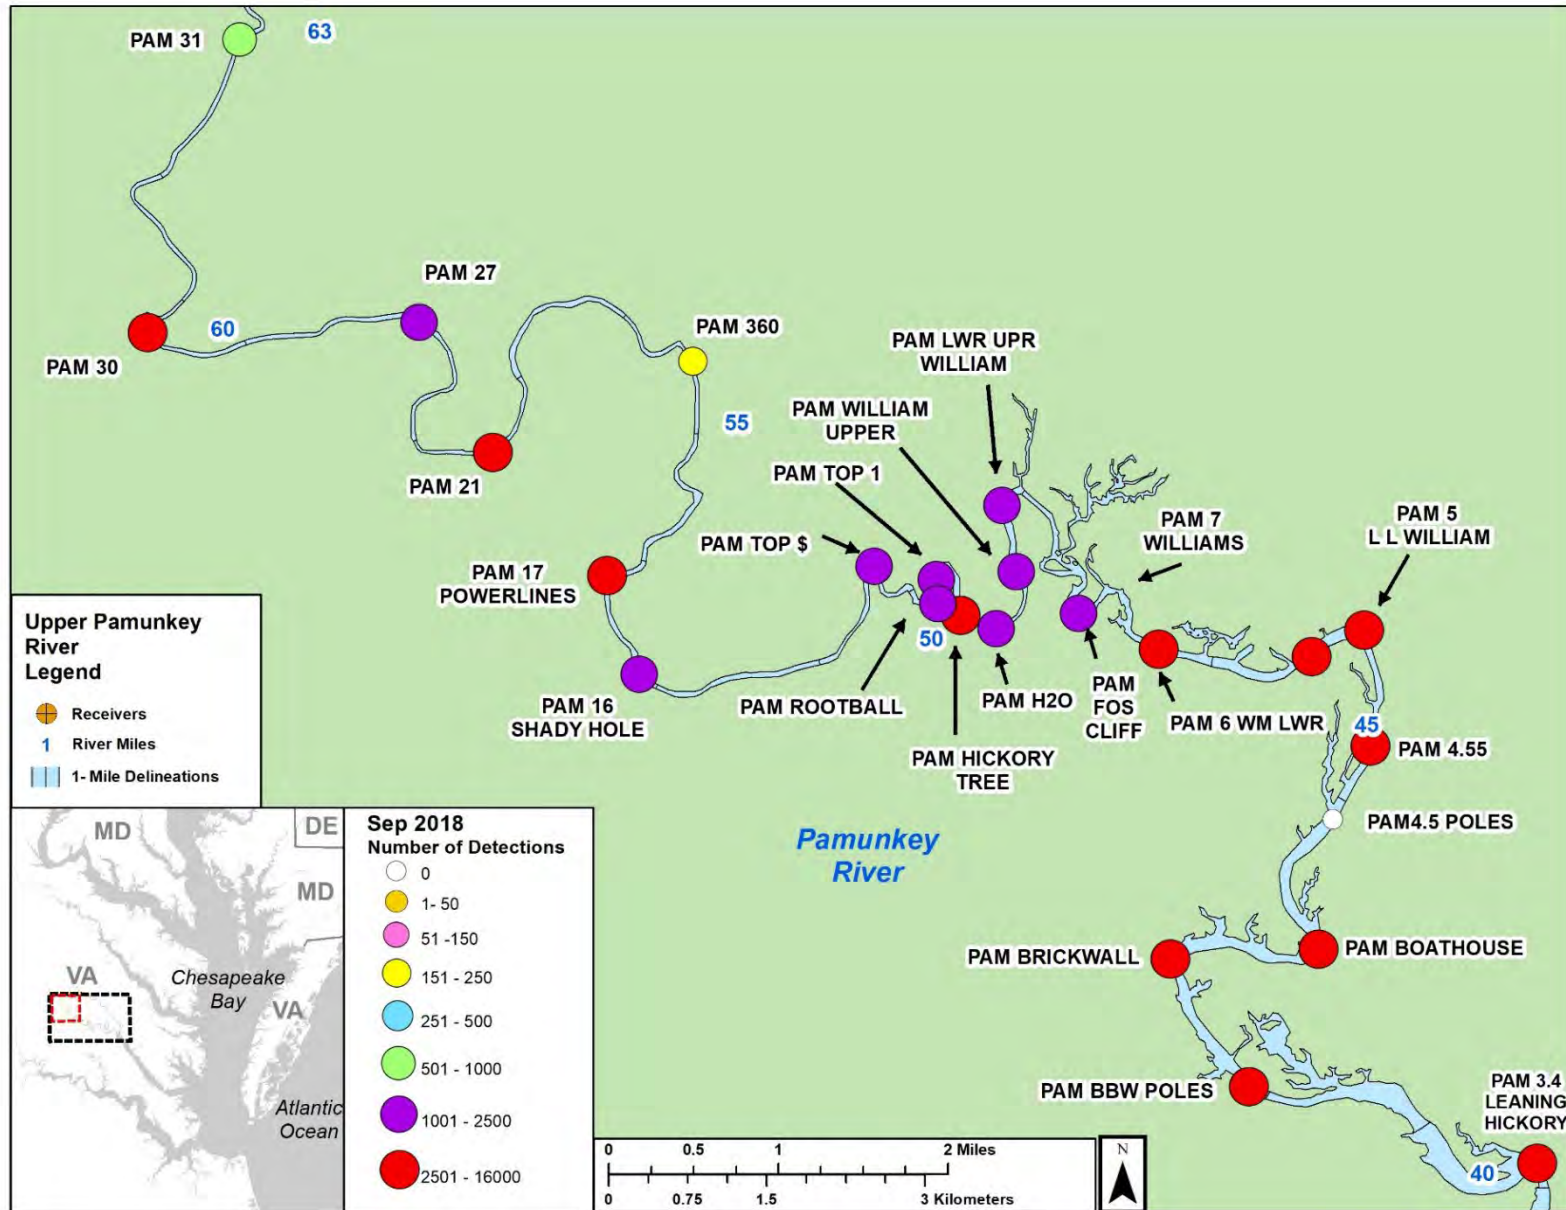 PAM 31
63
PAM 27
PAM 360
60
PAM 30
PAM LWR UPR
WILLIAM
PAM WILLIAM
UPPER
55
PAM TOP 1
PAM 21
PAM 7
WILLIAMS
PAM 5
L L WILLIAM
PAM TOP $
PAM 17
POWERLINES
50
PAM ROOTBALL
PAM 16
SHADY HOLE
PAM H2O
PAM
FOS
CLIFF
PAM 6 WM LWR
45
PAM 4.55
PAM HICKORY
TREE
PAM4.5 POLES
Pamunkey
River
PAM BOATHOUSE
PAM BRICKWALL
PAM BBW POLES
PAM 3.4
LEANING
HICKORY
40
Upper Pamunkey
River
Legend
Receivers
1 River Miles
1- Mile Delineations
MD
DE
MD
VA
Chesapeake
Bay
VA
Atlantic
Ocean
Sep 2018
Number of Detections
0
1- 50
51 -150
151 - 250
251 - 500
501 - 1000
1001 - 2500
2501 - 16000
0 0.5 1 2 Miles
0 0.75 1.5 3 Kilometers
N